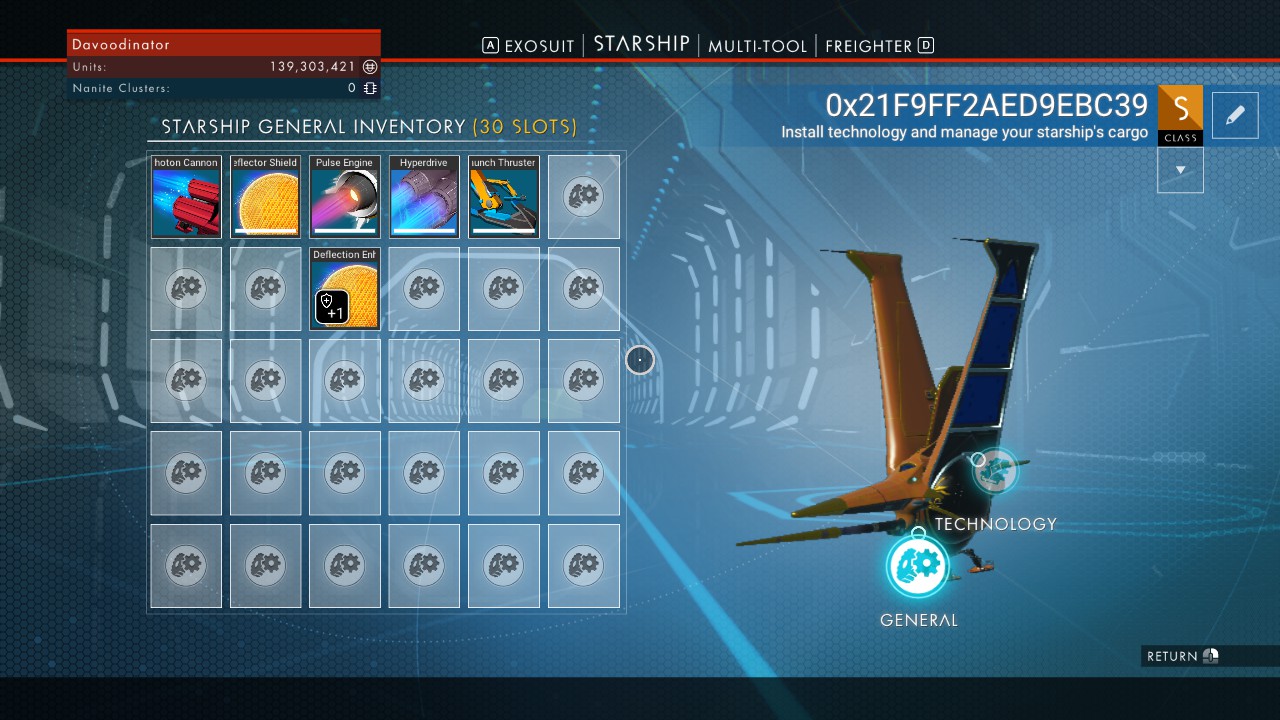 Davoodinator
Units: 139,303,421
Nanite Clusters: 0
A EXOSUIT STARSHIP MULTI-TOOL FREIGHTER D
0x21F9FF2AED9EBC39
Install technology and manage your starship's cargo
S
CLASS
STARSHIP GENERAL INVENTORY (30 SLOTS)
hoton Cannon eflector Shield Pulse Engine Hyperdrive unch Thruster
Deflection Enh
+1
TECHNOLOGY
GENERAL
RETURN